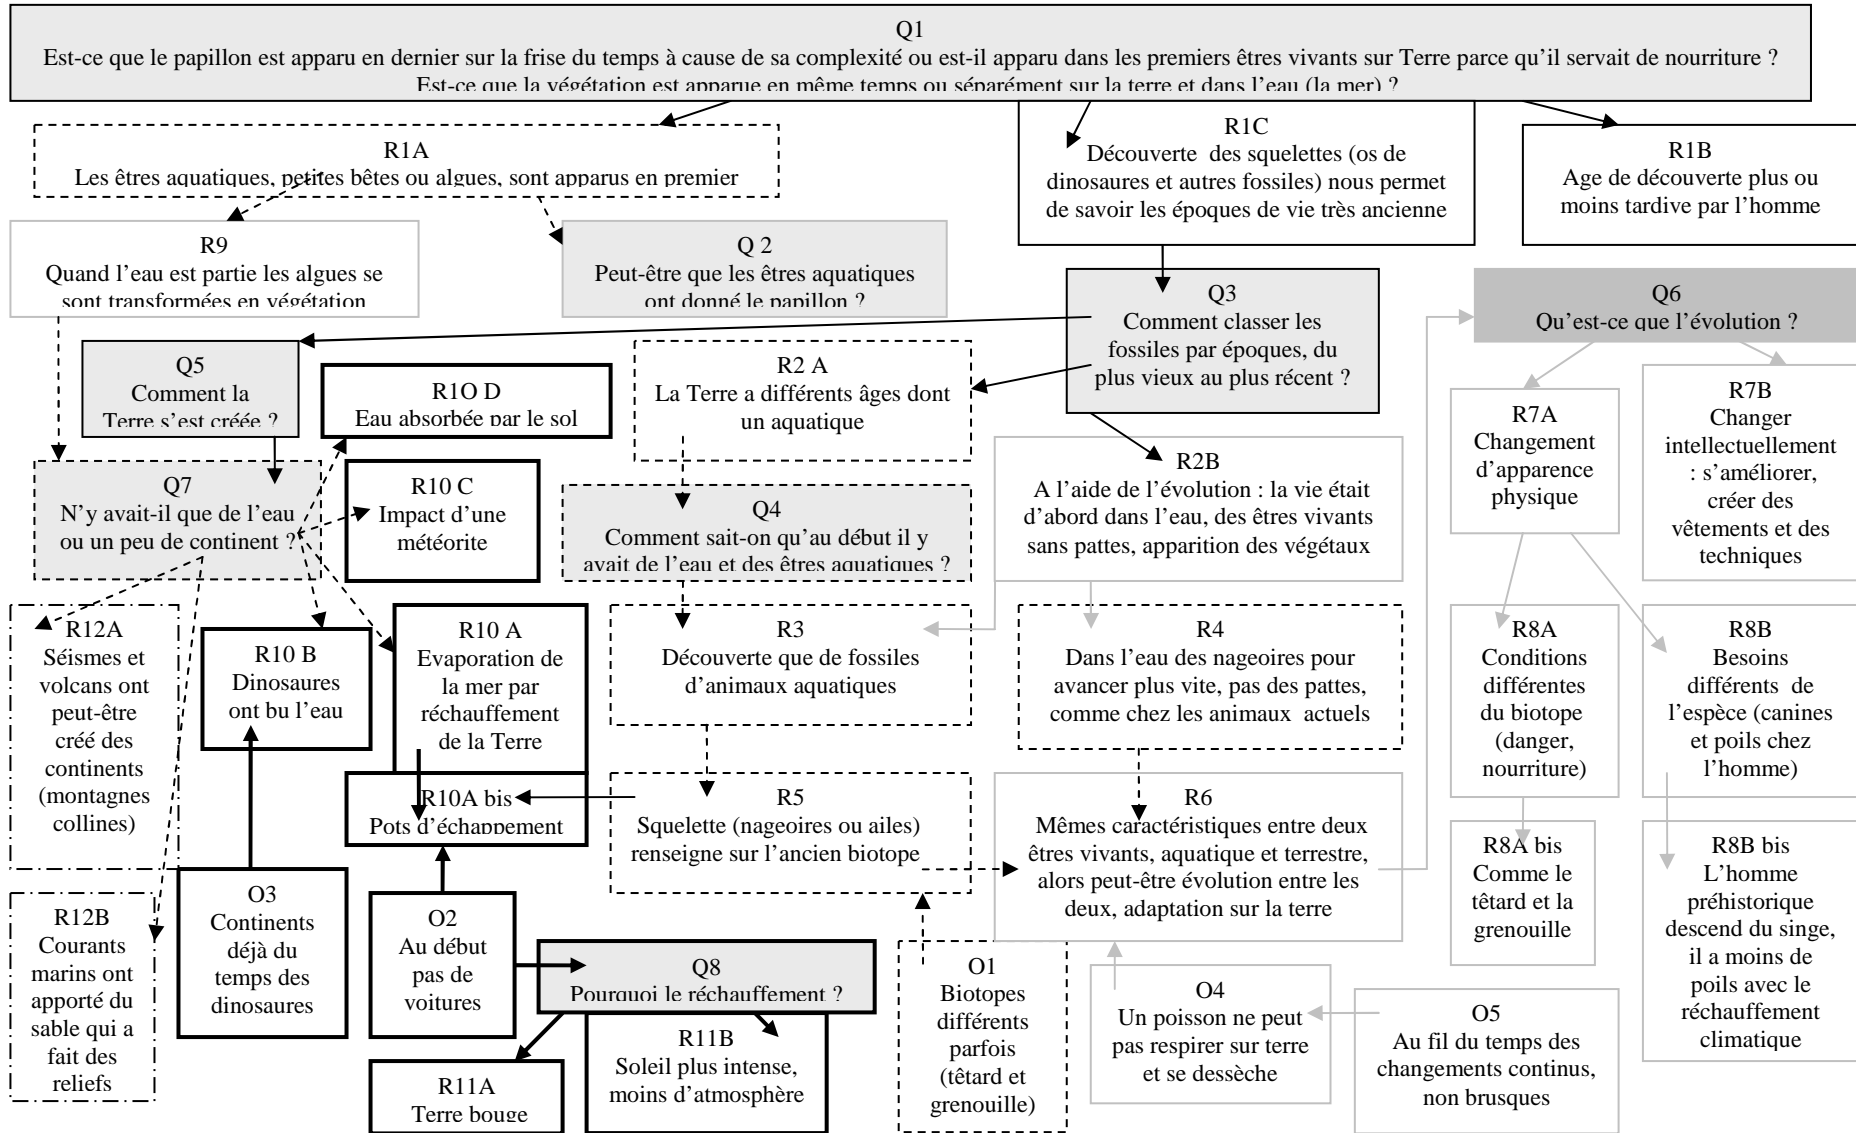 Q1
Est-ce que le papillon est apparu en dernier sur la frise du temps à cause de sa complexité ou est-il apparu dans les premiers êtres vivants sur Terre parce qu'il servait de nourriture ?
Est-ce que la végétation est apparue en même temps ou séparément sur la terre et dans l'eau (la mer) ?
R1A
Les êtres aquatiques, petites bêtes ou algues, sont apparus en premier
R1C
Découverte des squelettes (os de
dinosaures et autres fossiles) nous permet
de savoir les époques de vie très ancienne
R1B
Age de découverte plus ou
moins tardive par l'homme
R9
Quand l'eau est partie les algues se
sont transformées en végétation
Q 2
Peut-être que les êtres aquatiques
ont donné le papillon ?
Q3
Comment classer les
fossiles par époques, du
plus vieux au plus récent ?
Q6
Qu'est-ce que l'évolution ?
Q5
Comment la
Terre s'est créée ?
R1O D
Eau absorbée par le sol
R2 A
La Terre a différents âges dont
un aquatique
R2B
A l'aide de l'évolution : la vie était
d'abord dans l'eau, des êtres vivants
sans pattes, apparition des végétaux
R7A
Changement
d'apparence
physique
R7B
Changer
intellectuellement
: s'améliorer,
créer des
vêtements et des
techniques
Q7
N'y avait-il que de l'eau
ou un peu de continent ?
R10 C
Impact d'une
météorite
Q4
Comment sait-on qu'au début il y
avait de l'eau et des êtres aquatiques ?
R12A
Séismes et
volcans ont
peut-être
créé des
continents
(montagnes
collines)
R10 B
Dinosaures
ont bu l'eau
R10 A
Evaporation de
la mer par
réchauffement
de la Terre
R3
Découverte que de fossiles
d'animaux aquatiques
R4
Dans l'eau des nageoires pour
avancer plus vite, pas des pattes,
comme chez les animaux actuels
R8A
Conditions
différentes
du biotope
(danger,
nourriture)
R8B
Besoins
différents de
l'espèce (canines
et poils chez
l'homme)
R10A bis
Pots d'échappement
R5
Squelette (nageoires ou ailes)
renseigne sur l'ancien biotope
R6
Mêmes caractéristiques entre deux
êtres vivants, aquatique et terrestre,
alors peut-être évolution entre les
deux, adaptation sur la terre
R8A bis
Comme le
têtard et la
grenouille
R8B bis
L'homme
préhistorique
descend du singe,
il a moins de
poils avec le
réchauffement
climatique
R12B
Courants
marins ont
apporté du
sable qui a
fait des
reliefs
O3
Continents
déjà du
temps des
dinosaures
O2
Au début
pas de
voitures
Q8
Pourquoi le réchauffement ?
R11A
Terre bouge
R11B
Soleil plus intense,
moins d'atmosphère
O1
Biotopes
différents
parfois
(têtard et
grenouille)
O4
Un poisson ne peut
pas respirer sur terre
et se dessèche
O5
Au fil du temps des
changements continus,
non brusques